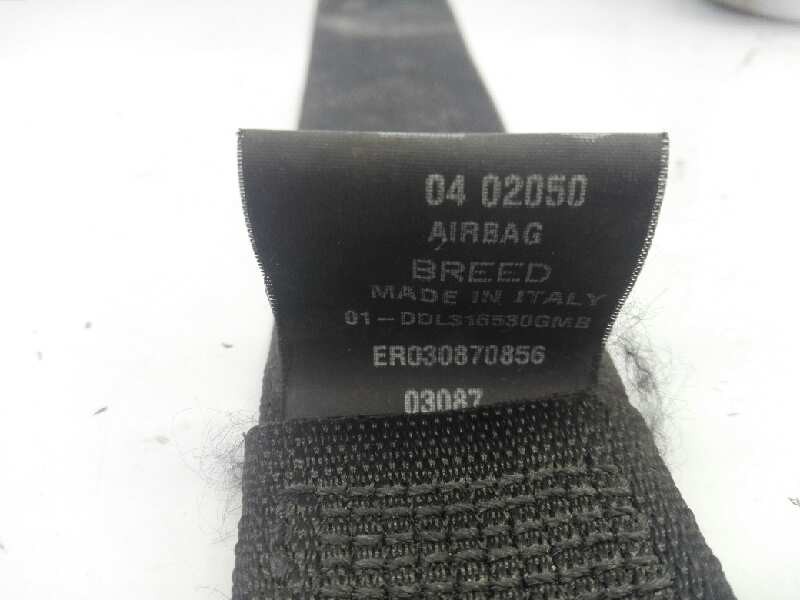 04 02050
AIRBAG
BREED
MADE IN ITALY
01-DDL316530GMB
ER030870856
03087